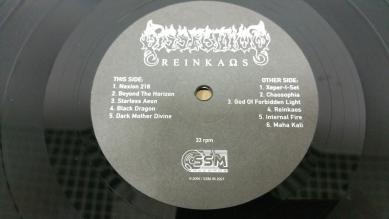 Dissection
REINKAΩS
THIS SIDE:
1. Nexion 218
2. Beyond The Horizon
3. Starless Aeon
4. Black Dragon
5. Dark Mother Divine
OTHER SIDE:
1. Xeper-I-Set
2. Chaosophia
3. God Of Forbidden Light
4. Reinkaos
5. Internal Fire
6. Maha Kali
33 rpm
SSM